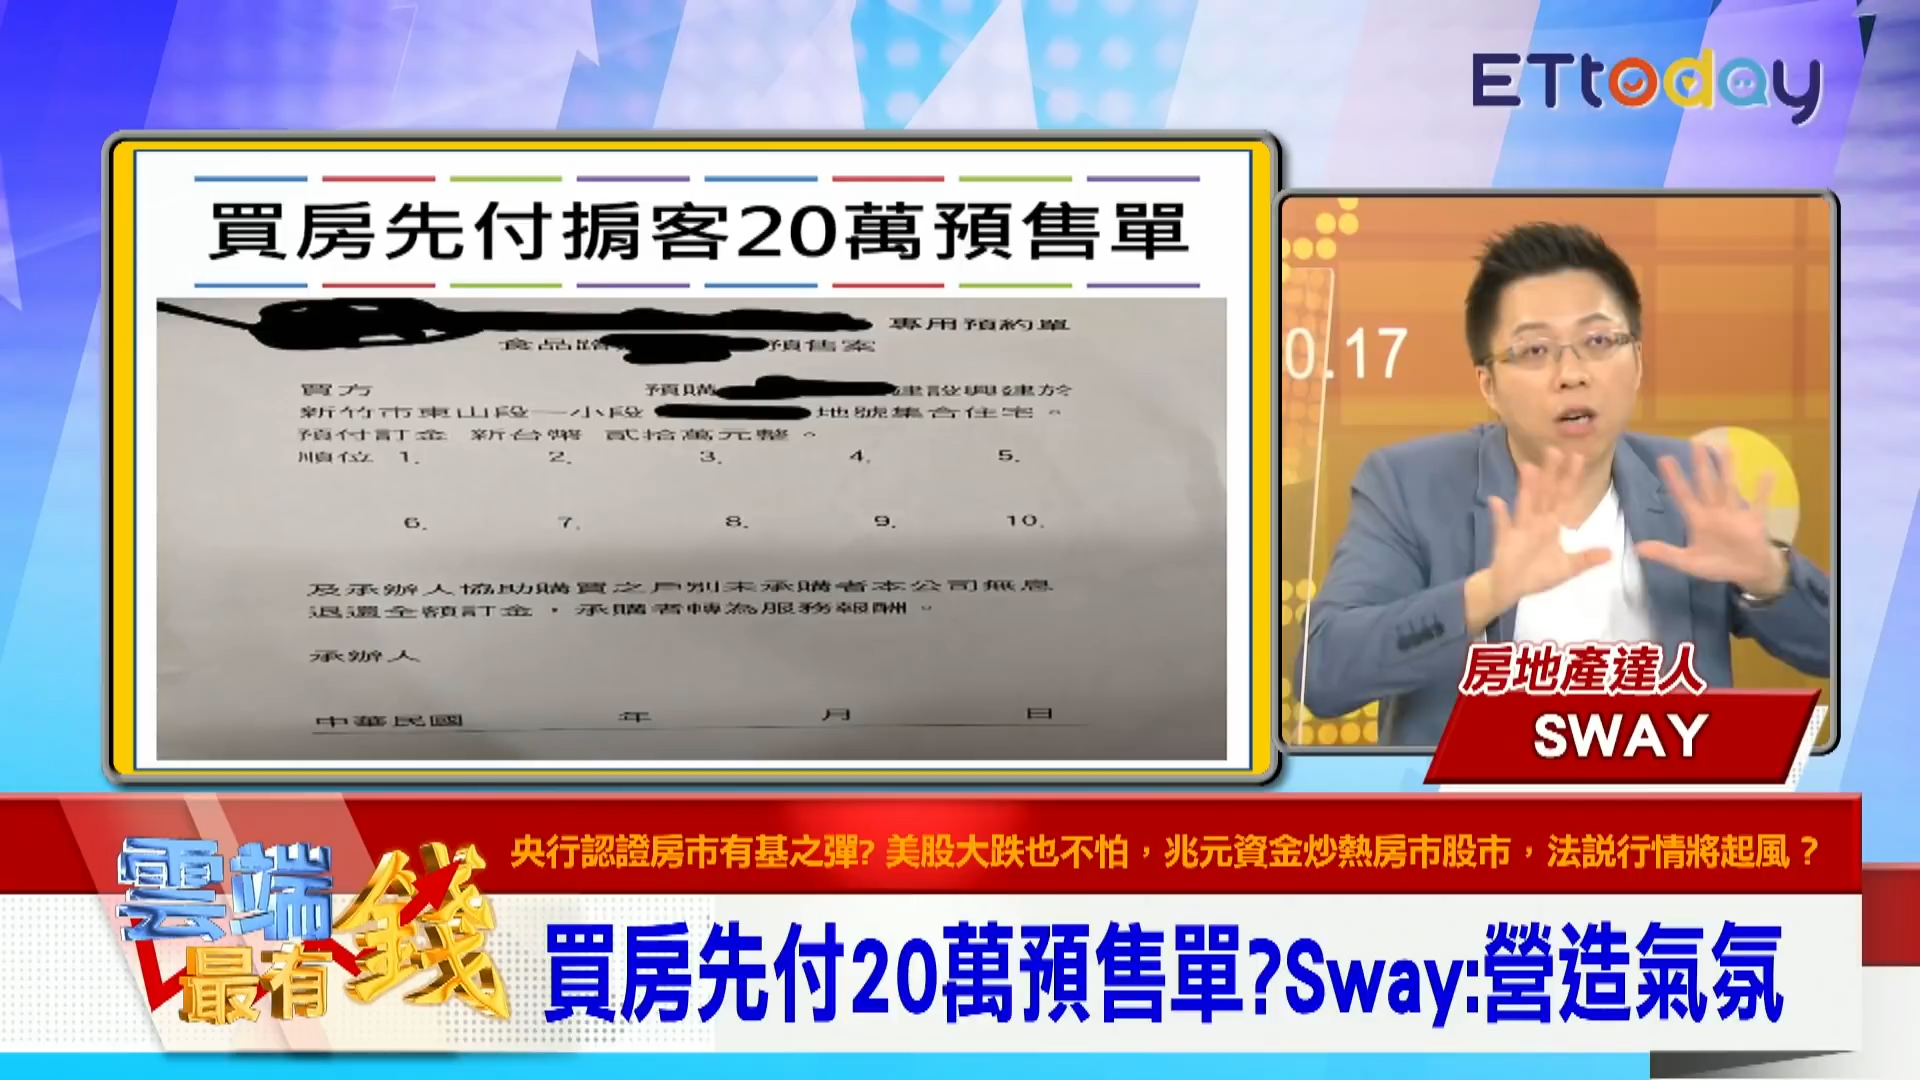 ETtoday
買房先付掮客20萬預售單
專用預約單
食品路 預售案
買方 預購 建設興建於
新竹市東山段一小段 地號集合住宅。
預付訂金 新台幣 貳拾萬元整。
順位 1. 2. 3. 4. 5.
6. 7. 8. 9. 10.
及承辦人協助購買之戶別未承購者本公司無息
退還全額訂金，承購者轉為服務報酬。
承辦人
中華民國 年 月 日
0.17
房地產達人
SWAY
雲端最有錢
央行認證房市有基之彈? 美股大跌也不怕，兆元資金炒熱房市股市，法説行情將起風？
買房先付20萬預售單?Sway:營造氣氛